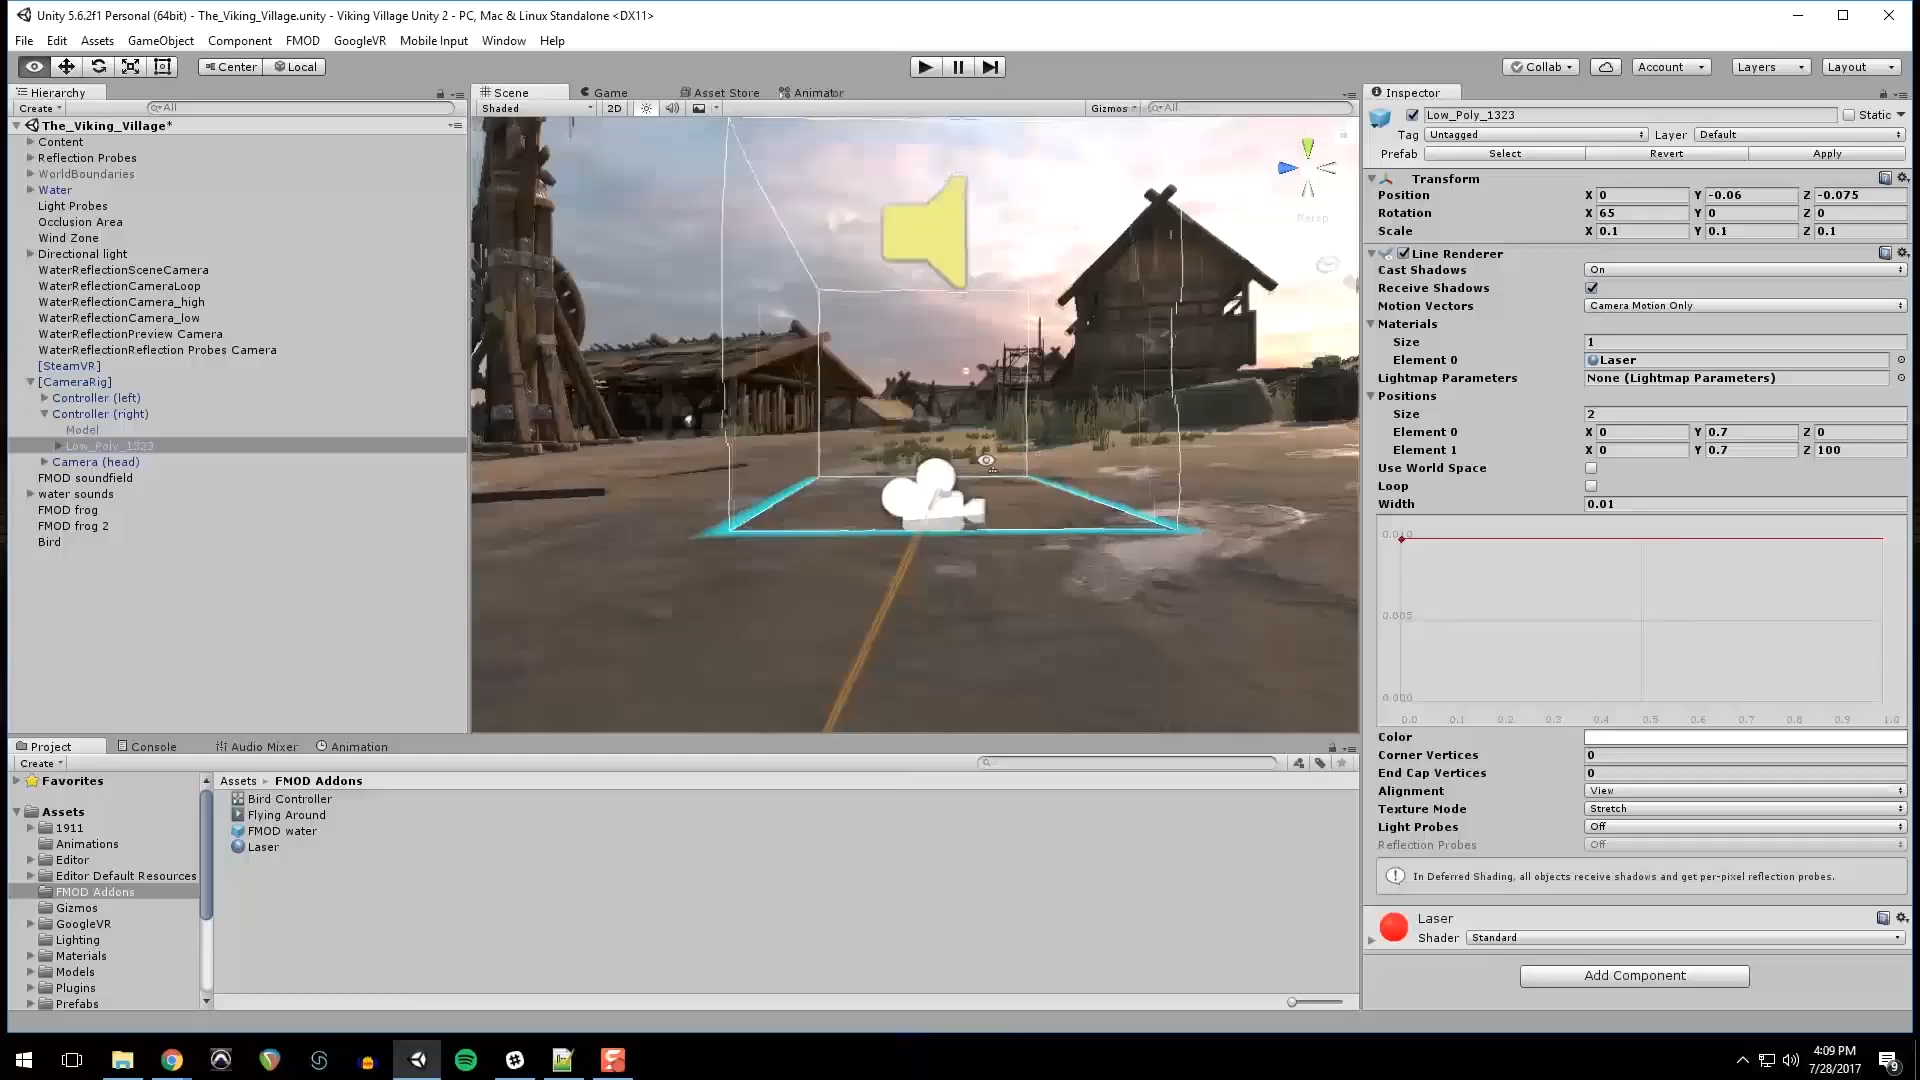 Unity 5.6.2f1 Personal (64bit) - The_Viking_Village.unity - Viking Village Unity 2 - PC, Mac & Linux Standalone <DX11>
File Edit Assets GameObject Component FMOD GoogleVR Mobile Input Window Help
Center Local Collab Account Layers Layout
Hierarchy
Create All
The_Viking_Village*
Content
Reflection Probes
WorldBoundaries
Water
Light Probes
Occlusion Area
Wind Zone
Directional light
WaterReflectionSceneCamera
WaterReflectionCameraLoop
WaterReflectionCamera_high
WaterReflectionCamera_low
WaterReflectionPreview Camera
WaterReflectionReflection Probes Camera
[SteamVR]
[CameraRig]
Controller (left)
Controller (right)
Model
Low_Poly_1323
Camera (head)
FMOD soundfield
water sounds
FMOD frog
FMOD frog 2
Bird
Scene Game Asset Store Animator
Shaded 2D Gizmos All
Persp
Inspector
Low_Poly_1323 Static
Tag Untagged Layer Default
Prefab Select Revert Apply
Transform
Position X 0 Y -0.06 Z -0.075
Rotation X 65 Y 0 Z 0
Scale X 0.1 Y 0.1 Z 0.1
Line Renderer
Cast Shadows On
Receive Shadows
Motion Vectors Camera Motion Only
Materials
Size 1
Element 0 Laser
Lightmap Parameters None (Lightmap Parameters)
Positions
Size 2
Element 0 X 0 Y 0.7 Z 0
Element 1 X 0 Y 0.7 Z 100
Use World Space
Loop
Width 0.01
0.010
0.005
0.000
0.0 0.1 0.2 0.3 0.4 0.5 0.6 0.7 0.8 0.9 1.0
Color
Corner Vertices 0
End Cap Vertices 0
Alignment View
Texture Mode Stretch
Light Probes Off
Reflection Probes Off
In Deferred Shading, all objects receive shadows and get per-pixel reflection probes.
Laser
Shader Standard
Add Component
Project Console Audio Mixer Animation
Create
Favorites
Assets
1911
Animations
Editor
Editor Default Resources
FMOD Addons
Gizmos
GoogleVR
Lighting
Materials
Models
Plugins
Prefabs
Assets FMOD Addons
Bird Controller
Flying Around
FMOD water
Laser
4:09 PM
7/28/2017
9